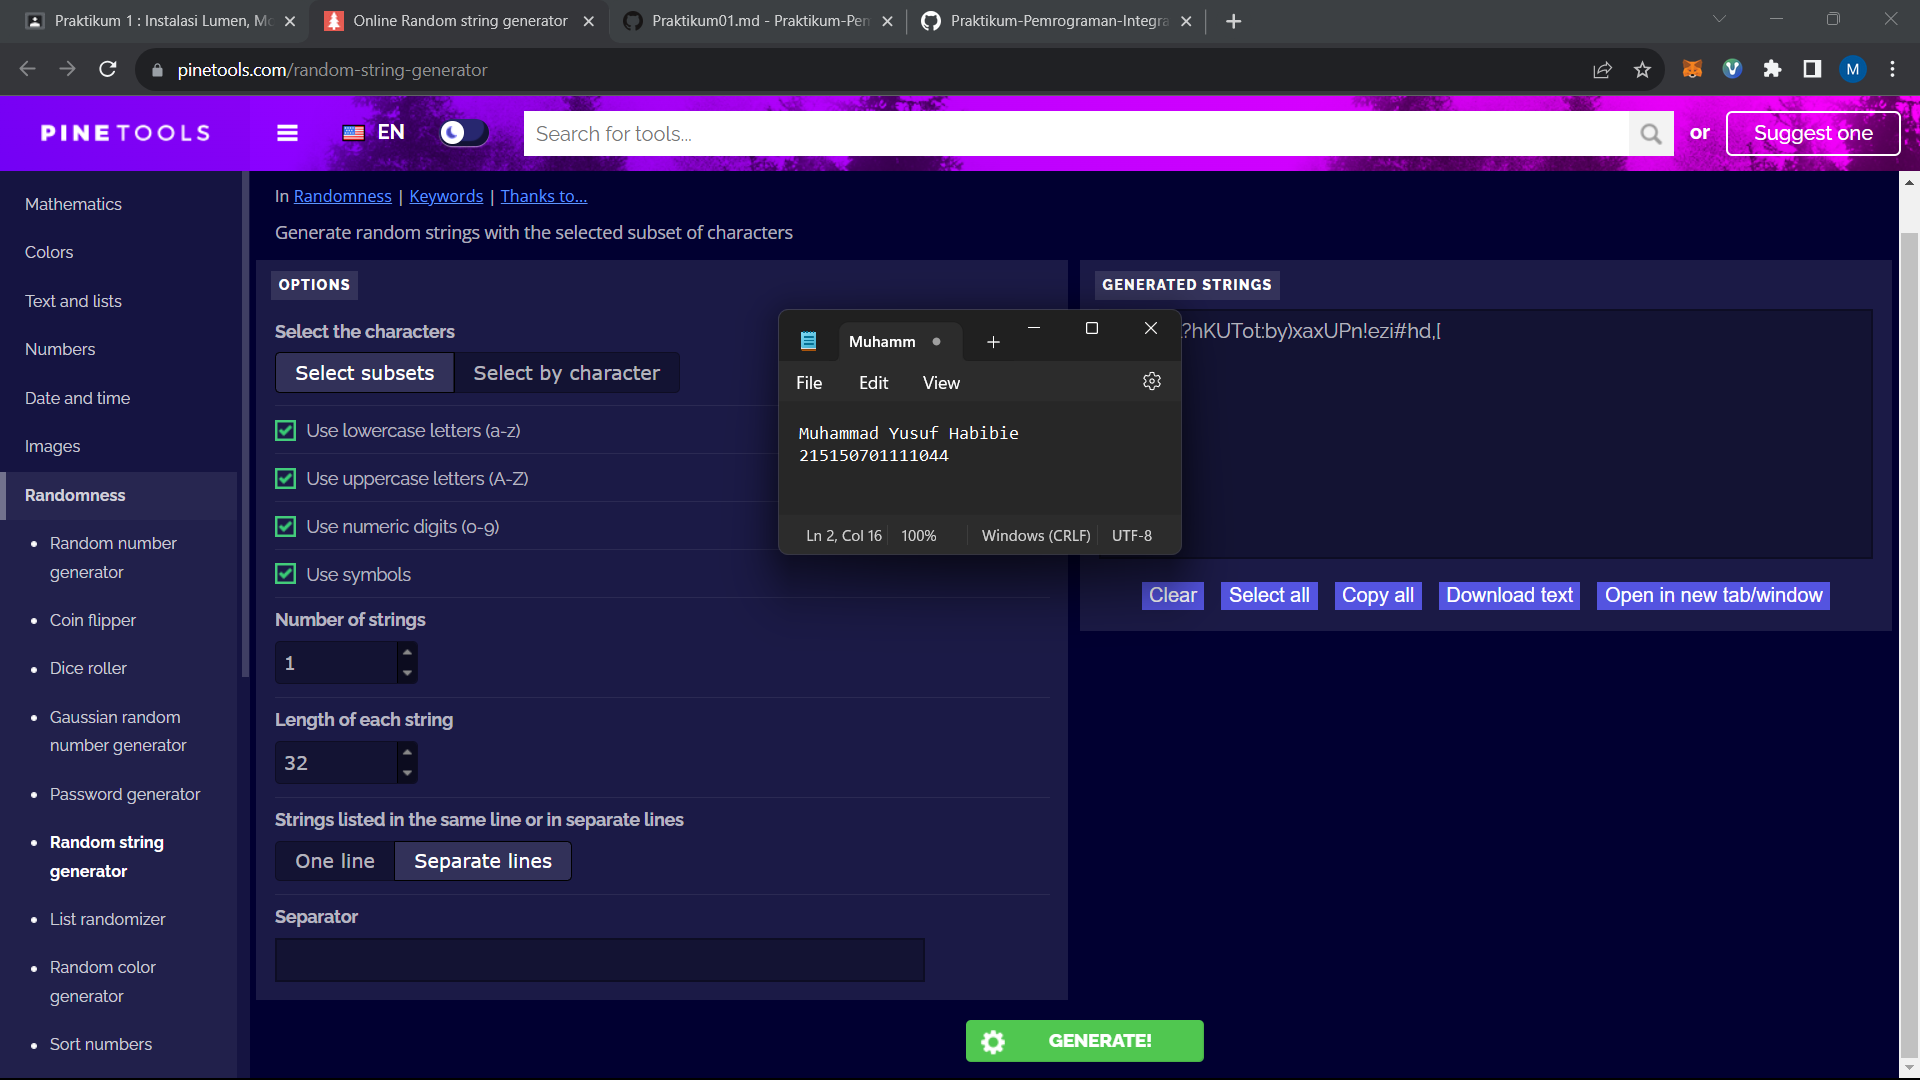 Praktikum 1 : Instalasi Lumen, Mo
Online Random string generator
Praktikum01.md - Praktikum-Pem
Praktikum-Pemrograman-Integra
pinetools.com/random-string-generator
M
PINETOOLS
EN
Search for tools...
or
Suggest one
Mathematics
Colors
Text and lists
Numbers
Date and time
Images
Randomness
Random number
generator
Coin flipper
Dice roller
Gaussian random
number generator
Password generator
Random string
generator
List randomizer
Random color
generator
Sort numbers
In Randomness | Keywords | Thanks to...
Generate random strings with the selected subset of characters
OPTIONS
Select the characters
Select subsets
Select by character
Use lowercase letters (a-z)
Use uppercase letters (A-Z)
Use numeric digits (0-9)
Use symbols
Number of strings
1
Length of each string
32
Strings listed in the same line or in separate lines
One line
Separate lines
Separator
GENERATE!
Muhamm
File
Edit
View
Muhammad Yusuf Habibie
215150701111044
Ln 2, Col 16
100%
Windows (CRLF)
UTF-8
GENERATED STRINGS
?hKUTot:by)xaxUPn!ezi#hd,[
Clear
Select all
Copy all
Download text
Open in new tab/window